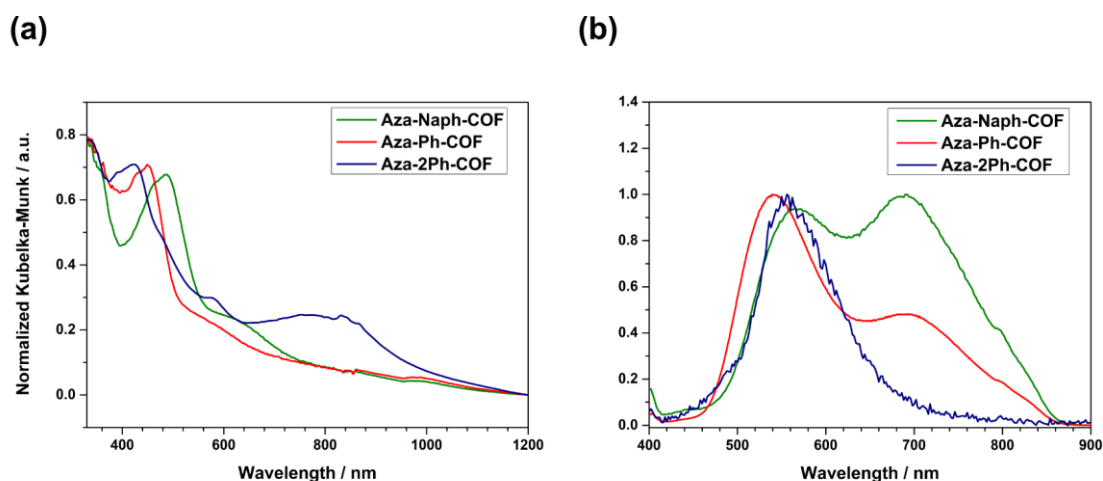 (a)
(b)
Normalized Kubelka-Munk / a.u.
0.8
0.6
0.4
0.2
0.0
Aza-Naph-COF
Aza-Ph-COF
Aza-2Ph-COF
400
600
800
1000
1200
Wavelength / nm
1.4
1.2
1.0
0.8
0.6
0.4
0.2
0.0
Aza-Naph-COF
Aza-Ph-COF
Aza-2Ph-COF
400
500
600
700
800
900
Wavelength / nm